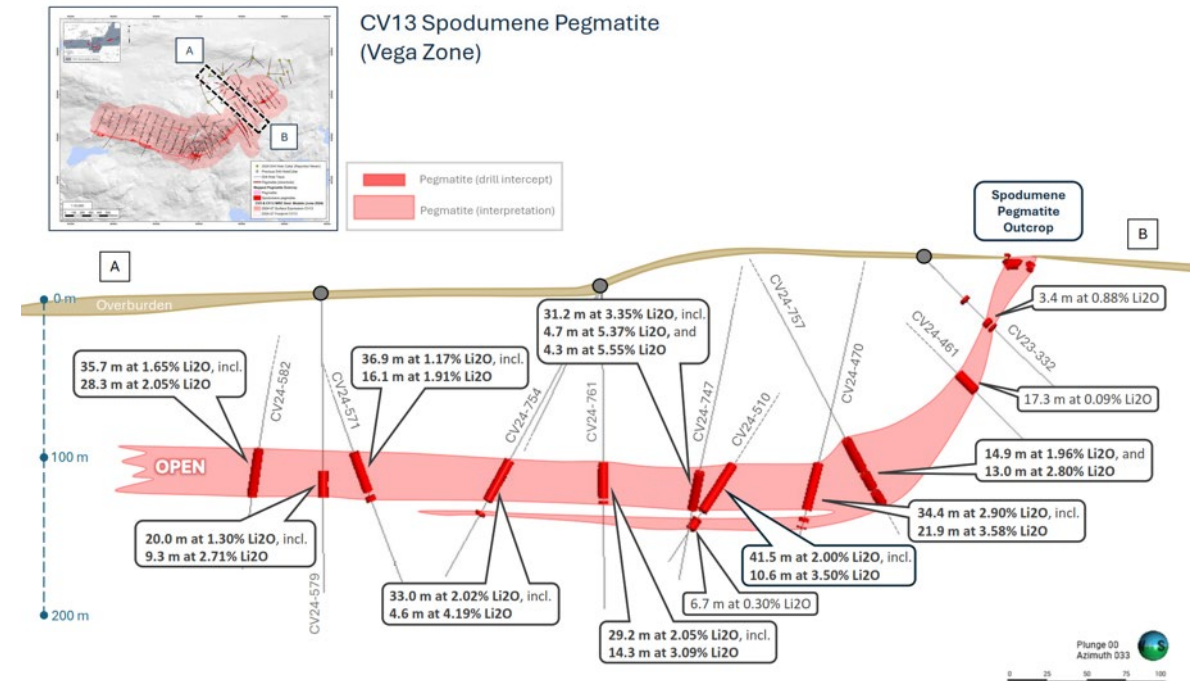 CV13 Spodumene Pegmatite
(Vega Zone)
A
B
Pegmatite (drill intercept)
Pegmatite (interpretation)
Spodumene
Pegmatite
Outcrop
A
B
0 m
Overburden
100 m
200 m
OPEN
35.7 m at 1.65% Li2O, incl.
28.3 m at 2.05% Li2O
CV24-582
36.9 m at 1.17% Li2O, incl.
16.1 m at 1.91% Li2O
CV24-571
20.0 m at 1.30% Li2O, incl.
9.3 m at 2.71% Li2O
CV24-579
CV24-754
33.0 m at 2.02% Li2O, incl.
4.6 m at 4.19% Li2O
CV24-761
29.2 m at 2.05% Li2O, incl.
14.3 m at 3.09% Li2O
31.2 m at 3.35% Li2O, incl.
4.7 m at 5.37% Li2O, and
4.3 m at 5.55% Li2O
CV24-747
6.7 m at 0.30% Li2O
CV24-510
41.5 m at 2.00% Li2O, incl.
10.6 m at 3.50% Li2O
CV24-757
CV24-470
34.4 m at 2.90% Li2O, incl.
21.9 m at 3.58% Li2O
14.9 m at 1.96% Li2O, and
13.0 m at 2.80% Li2O
CV24-461
17.3 m at 0.09% Li2O
CV23-332
3.4 m at 0.88% Li2O
Plunge 00
Azimuth 033
S
0 25 50 75 100